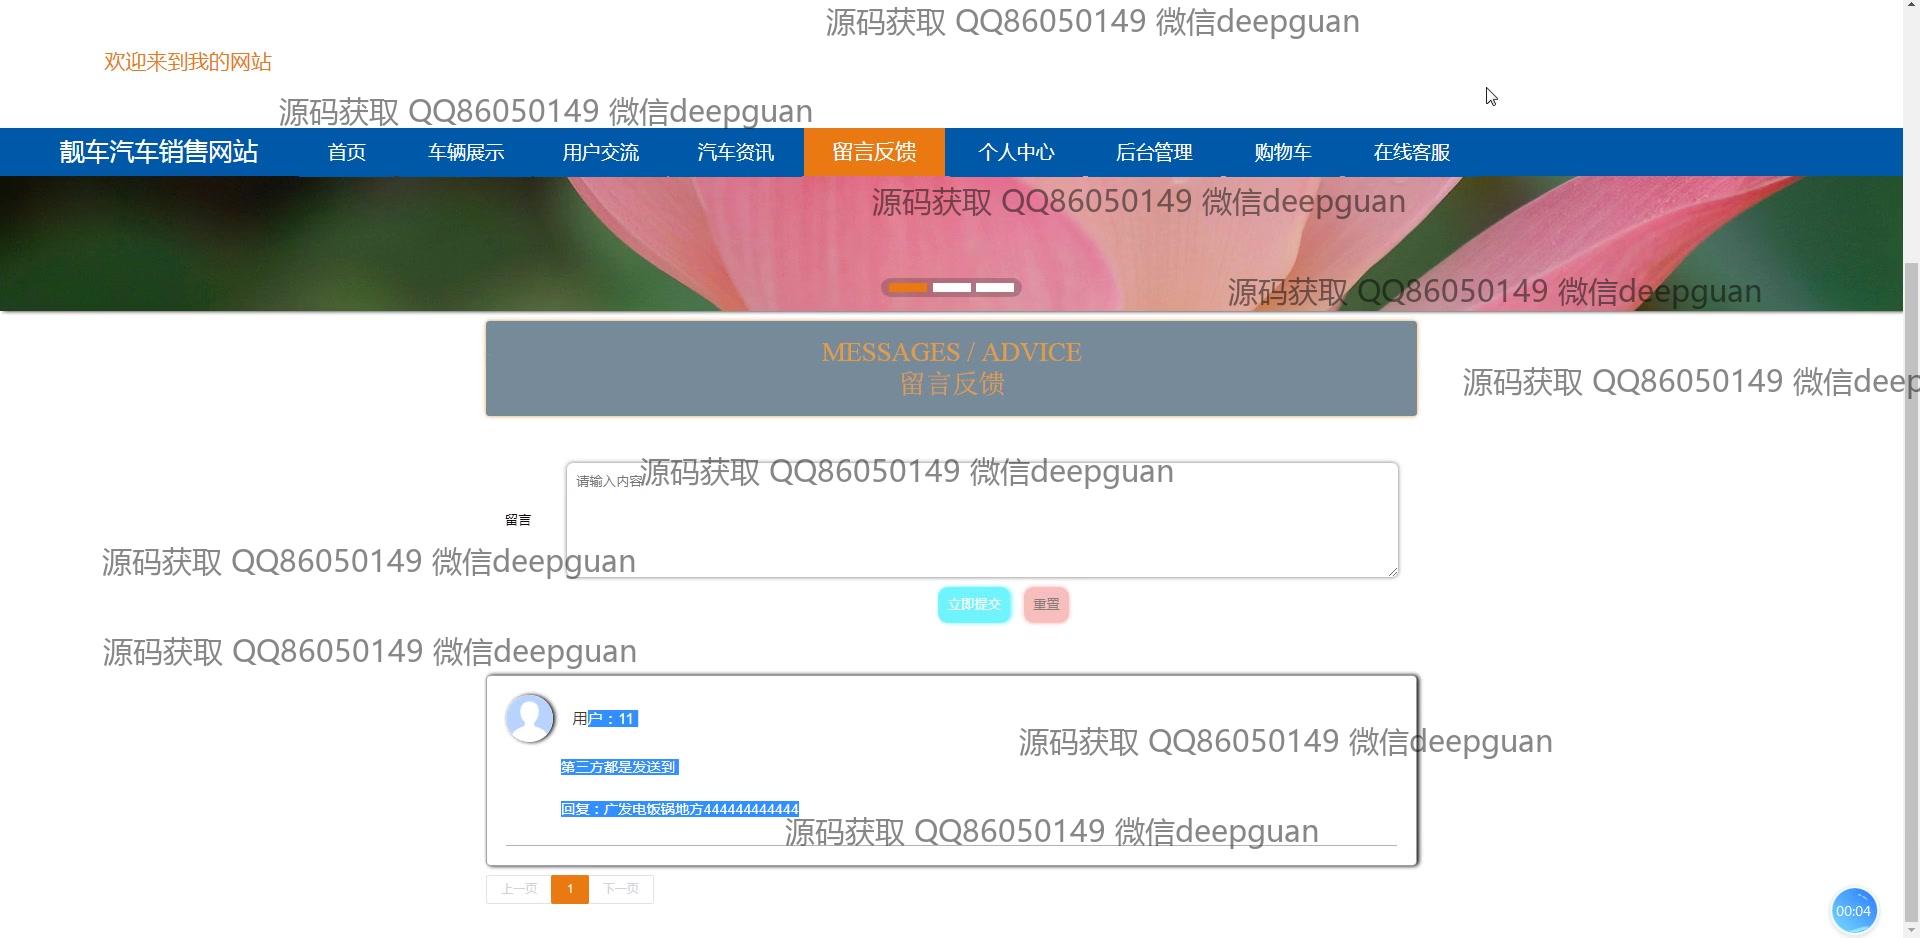 源码获取 QQ86050149 微信deepguan
欢迎来到我的网站
源码获取 QQ86050149 微信deepguan
靓车汽车销售网站 首页 车辆展示 用户交流 汽车资讯 留言反馈 个人中心 后台管理 购物车 在线客服
源码获取 QQ86050149 微信deepguan
源码获取 QQ86050149 微信deepguan
MESSAGES / ADVICE
留言反馈
源码获取 QQ86050149 微信deep
请输入内容
源码获取 QQ86050149 微信deepguan
留言
源码获取 QQ86050149 微信deepguan
立即提交 重置
源码获取 QQ86050149 微信deepguan
用户：11
源码获取 QQ86050149 微信deepguan
第三方都是发送到
回复：广发电饭锅地方444444444444
源码获取 QQ86050149 微信deepguan
上一页 1 下一页
00:04